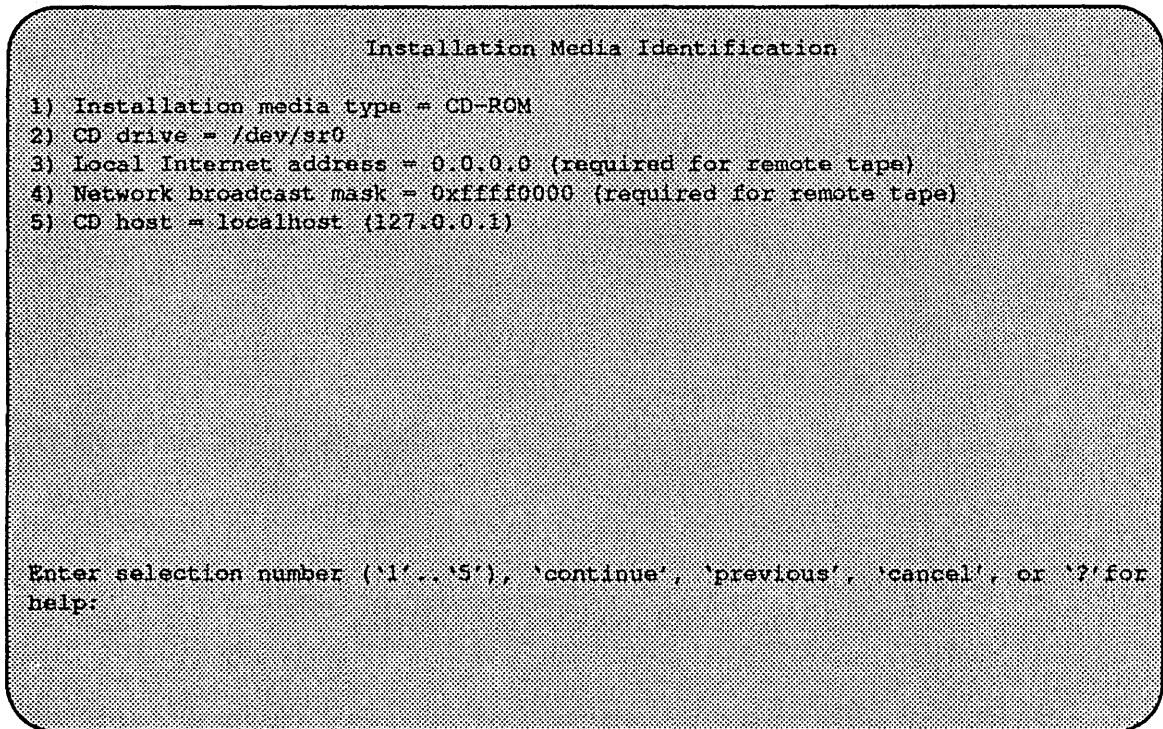 Installation Media Identification
1) Installation media type = CD-ROM
2) CD drive = /dev/sr0
3) Local Internet address = 0.0.0.0 (required for remote tape)
4) Network broadcast mask = 0xffff0000 (required for remote tape)
5) CD host = localhost (127.0.0.1)
Enter selection number (`1'..`5'), `continue', `previous', `cancel', or `?'for
help: